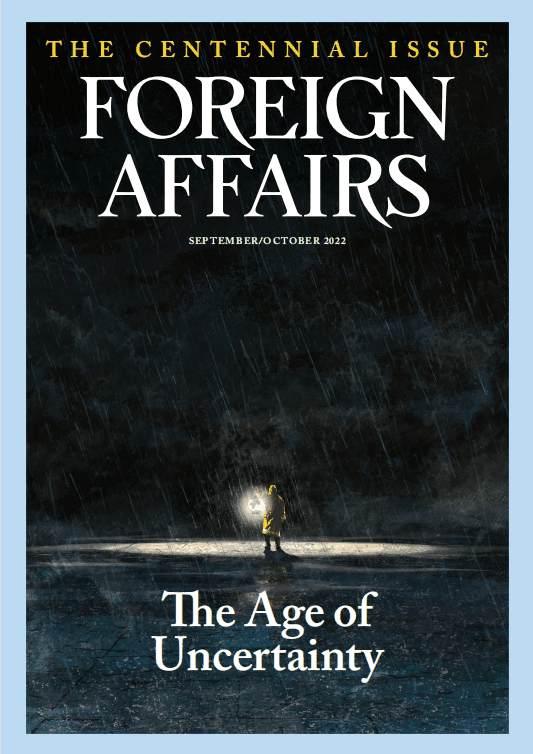 THE CENTENNIAL ISSUE
FOREIGN
AFFAIRS
SEPTEMBER/OCTOBER 2022
The Age of
Uncertainty